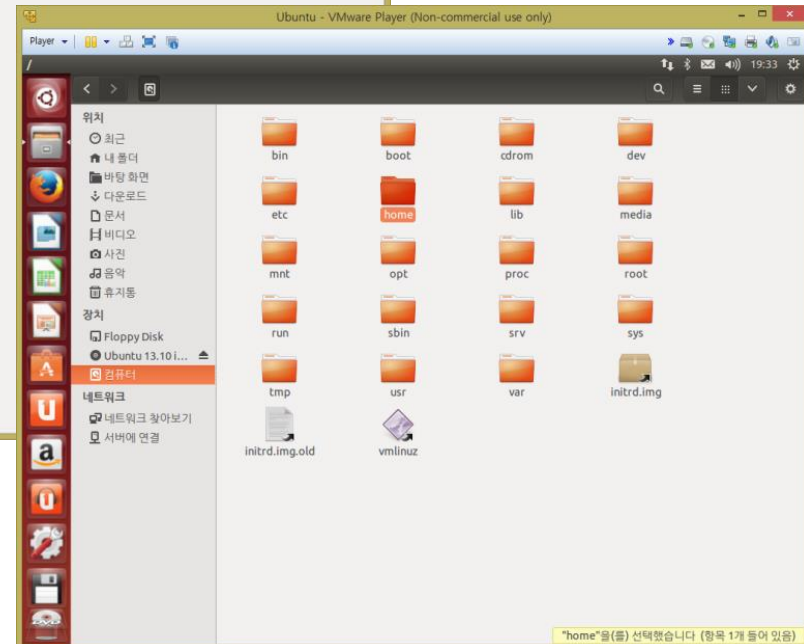 Ubuntu - VMware Player (Non-commercial use only)
Player
/
19:33
위치
최근
내 폴더
바탕 화면
다운로드
문서
비디오
사진
음악
휴지통
장치
Floppy Disk
Ubuntu 13.10 i...
컴퓨터
네트워크
네트워크 찾아보기
서버에 연결
bin boot cdrom dev
etc home lib media
mnt opt proc root
run sbin srv sys
tmp usr var initrd.img
initrd.img.old vmlinuz
"home"을(를) 선택했습니다 (항목 1개 들어 있음)